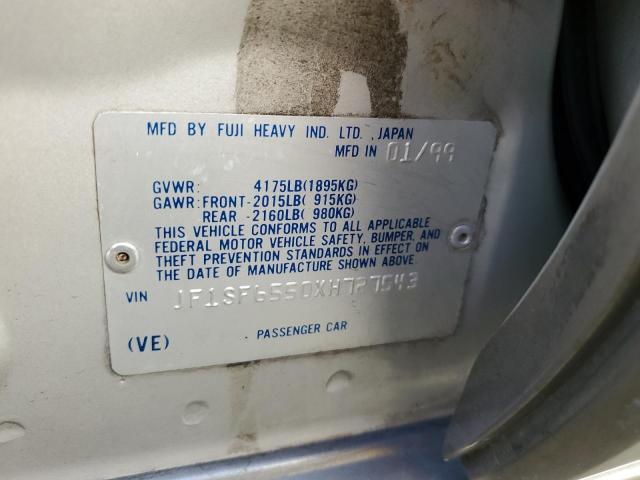 MFD BY FUJI HEAVY IND. LTD., JAPAN
MFD IN 01/99
GVWR: 4175LB(1895KG)
GAWR: FRONT-2015LB( 915KG)
REAR -2160LB( 980KG)
THIS VEHICLE CONFORMS TO ALL APPLICABLE
FEDERAL MOTOR VEHICLE SAFETY, BUMPER, AND
THEFT PREVENTION STANDARDS IN EFFECT ON
THE DATE OF MANUFACTURE SHOWN ABOVE.
VIN JF1SF6550XH727543
(VE) PASSENGER CAR